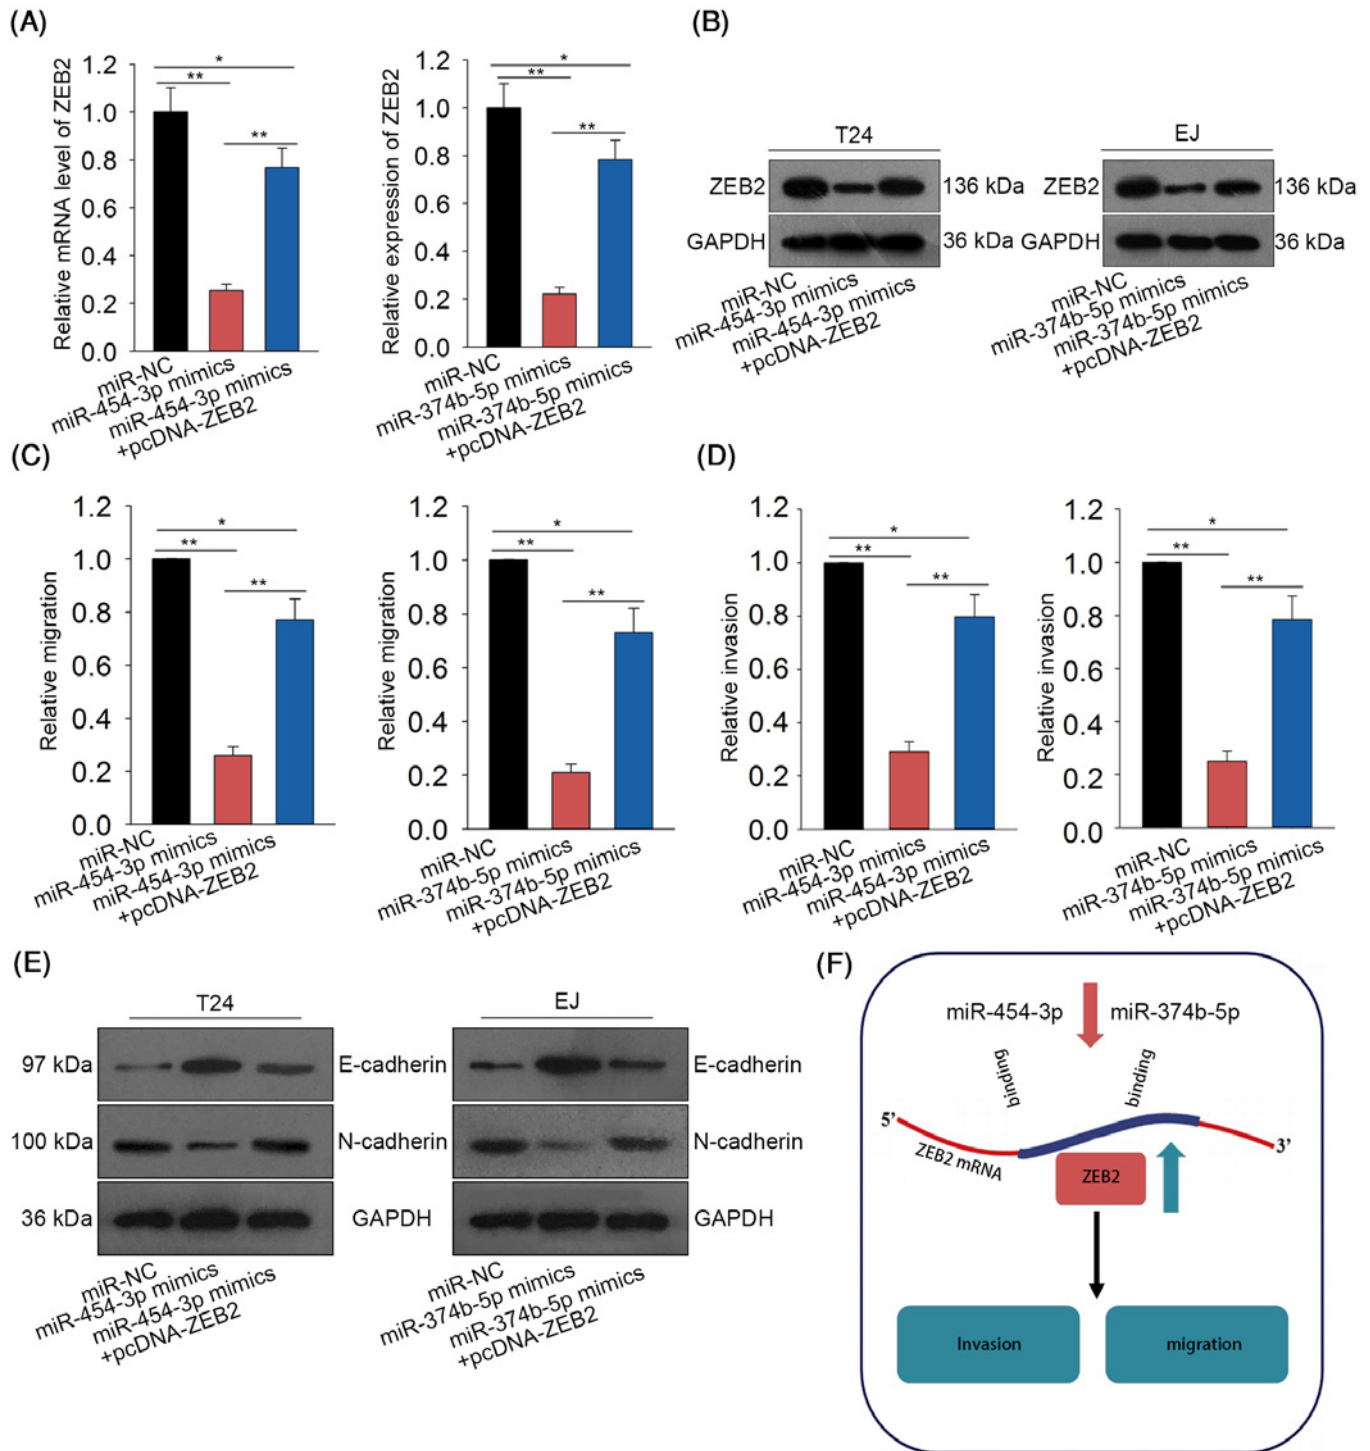 (A)
Relative mRNA level of ZEB2
1.2
1.0
0.8
0.6
0.4
0.2
0.0
*
**
**
miR-NC
miR-454-3p mimics
miR-454-3p mimics
+pcDNA-ZEB2
Relative expression of ZEB2
1.2
1.0
0.8
0.6
0.4
0.2
0.0
*
**
**
miR-NC
miR-374b-5p mimics
miR-374b-5p mimics
+pcDNA-ZEB2
(B)
T24
ZEB2
136 kDa
GAPDH
36 kDa
miR-NC
miR-454-3p mimics
miR-454-3p mimics
+pcDNA-ZEB2
EJ
ZEB2
136 kDa
GAPDH
36 kDa
miR-NC
miR-374b-5p mimics
miR-374b-5p mimics
+pcDNA-ZEB2
(C)
Relative migration
1.2
1.0
0.8
0.6
0.4
0.2
0.0
*
**
**
miR-NC
miR-454-3p mimics
miR-454-3p mimics
+pcDNA-ZEB2
Relative migration
1.2
1.0
0.8
0.6
0.4
0.2
0.0
*
**
**
miR-NC
miR-374b-5p mimics
miR-374b-5p mimics
+pcDNA-ZEB2
(D)
Relative invasion
1.2
1.0
0.8
0.6
0.4
0.2
0.0
*
**
**
miR-NC
miR-454-3p mimics
miR-454-3p mimics
+pcDNA-ZEB2
Relative invasion
1.2
1.0
0.8
0.6
0.4
0.2
0.0
*
**
**
miR-NC
miR-374b-5p mimics
miR-374b-5p mimics
+pcDNA-ZEB2
(E)
T24
97 kDa
E-cadherin
100 kDa
N-cadherin
36 kDa
GAPDH
miR-NC
miR-454-3p mimics
miR-454-3p mimics
+pcDNA-ZEB2
EJ
E-cadherin
N-cadherin
GAPDH
miR-NC
miR-374b-5p mimics
miR-374b-5p mimics
+pcDNA-ZEB2
(F)
miR-454-3p
miR-374b-5p
binding
binding
5’
ZEB2 mRNA
3’
ZEB2
Invasion
migration